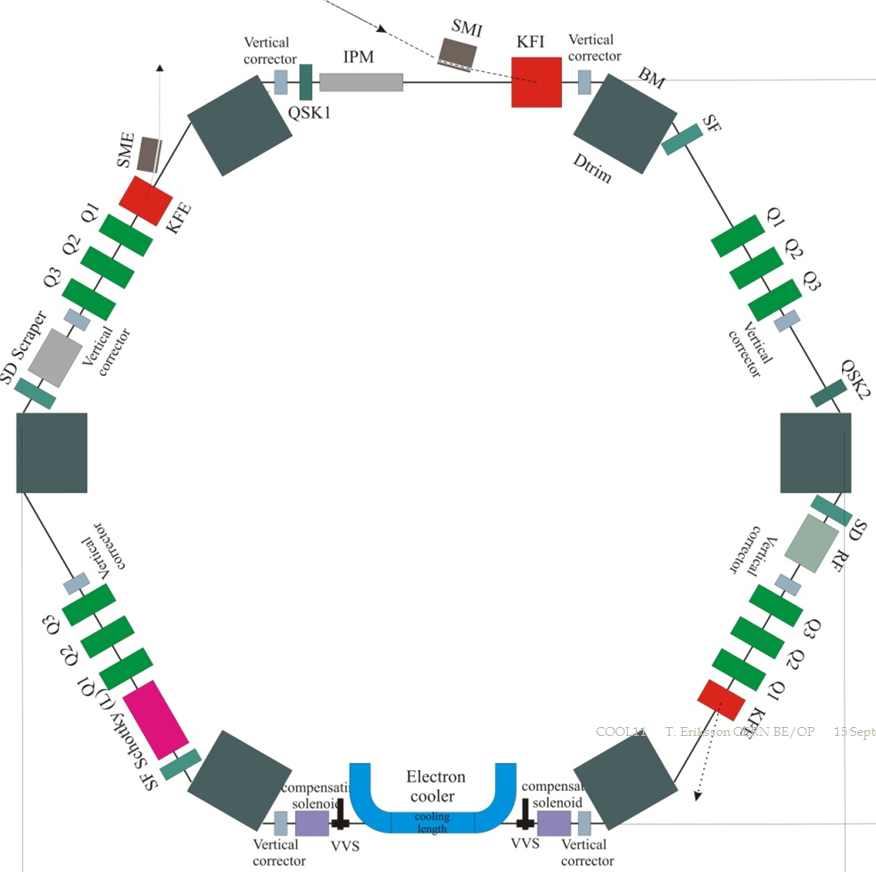 SMI
KFI
Vertical
corrector
Vertical
corrector
IPM
BM
QSK1
SF
SME
Dtrim
KFE
Q1
Q2
Q3
Q1
Q2
Q3
Vertical
corrector
SD Scraper
Vertical
corrector
QSK2
Vertical
corrector
SD
RF
Vertical
corrector
Q3
Q2
Q1
Q3
Q2
Q1
SF Schottky (L)
COOL11 T. Eriksson CERN BE/OP 15 Sept
Electron
cooler
cooling
length
solenoid
solenoid
VVS
VVS
Vertical
corrector
Vertical
corrector